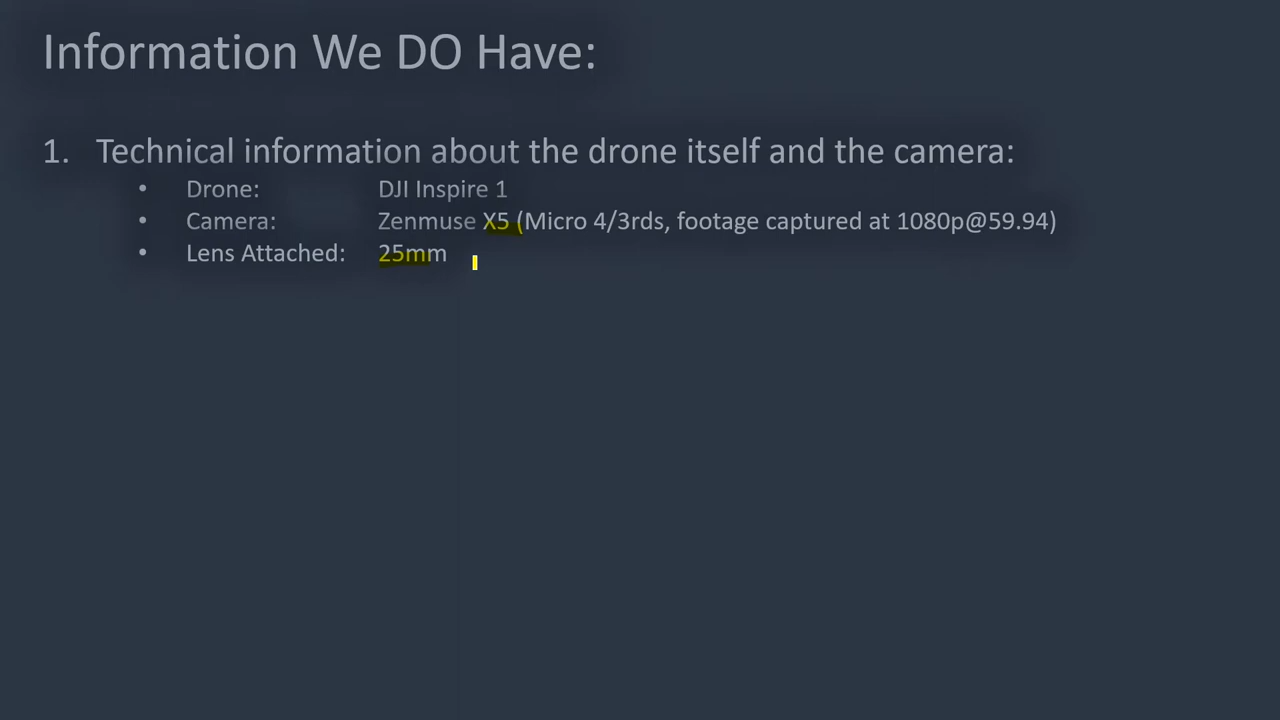 Information We DO Have:
1. Technical information about the drone itself and the camera:
• Drone: DJI Inspire 1
• Camera: Zenmuse X5 (Micro 4/3rds, footage captured at 1080p@59.94)
• Lens Attached: 25mm